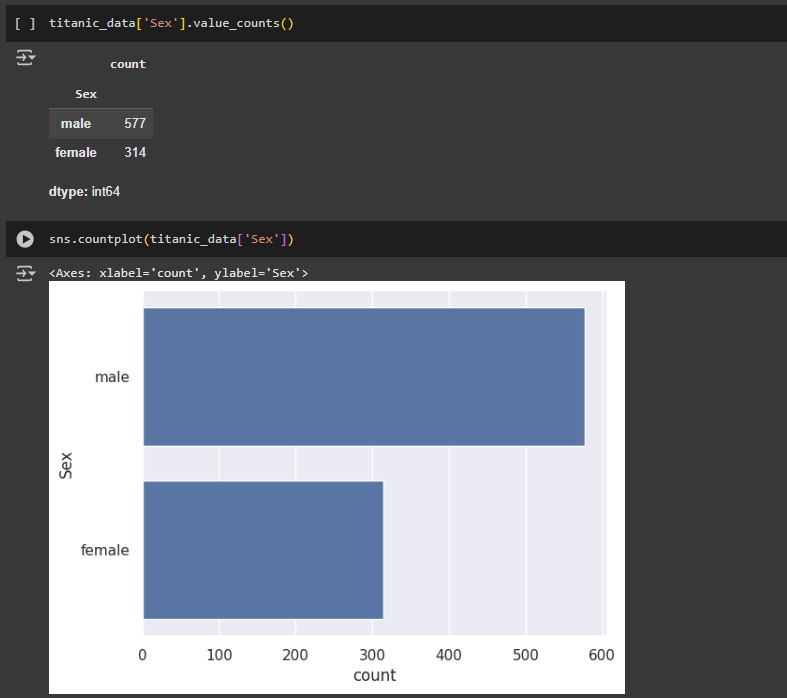 [ ] titanic_data['Sex'].value_counts()
count
Sex
male 577
female 314
dtype: int64
sns.countplot(titanic_data['Sex'])
<Axes: xlabel='count', ylabel='Sex'>
male
Sex
female
0 100 200 300 400 500 600
count